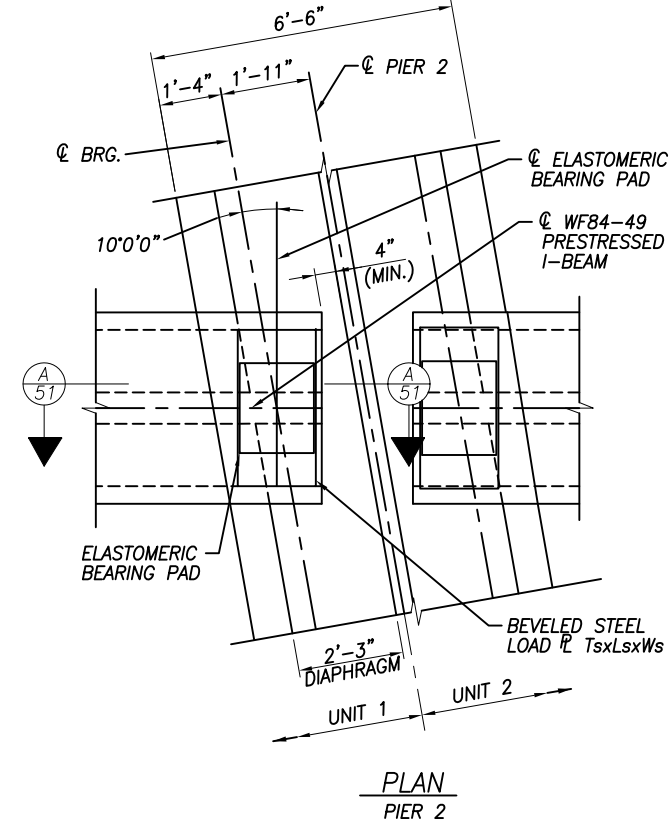 6'-6"
1'-4"
1'-11"
℄ PIER 2
℄ BRG.
℄ ELASTOMERIC
BEARING PAD
10°0'0"
4"
(MIN.)
℄ WF84-49
PRESTRESSED
I-BEAM
A
51
A
51
ELASTOMERIC
BEARING PAD
BEVELED STEEL
LOAD ⅊ TsxLsxWs
2'-3"
DIAPHRAGM
UNIT 1
UNIT 2
PLAN
PIER 2